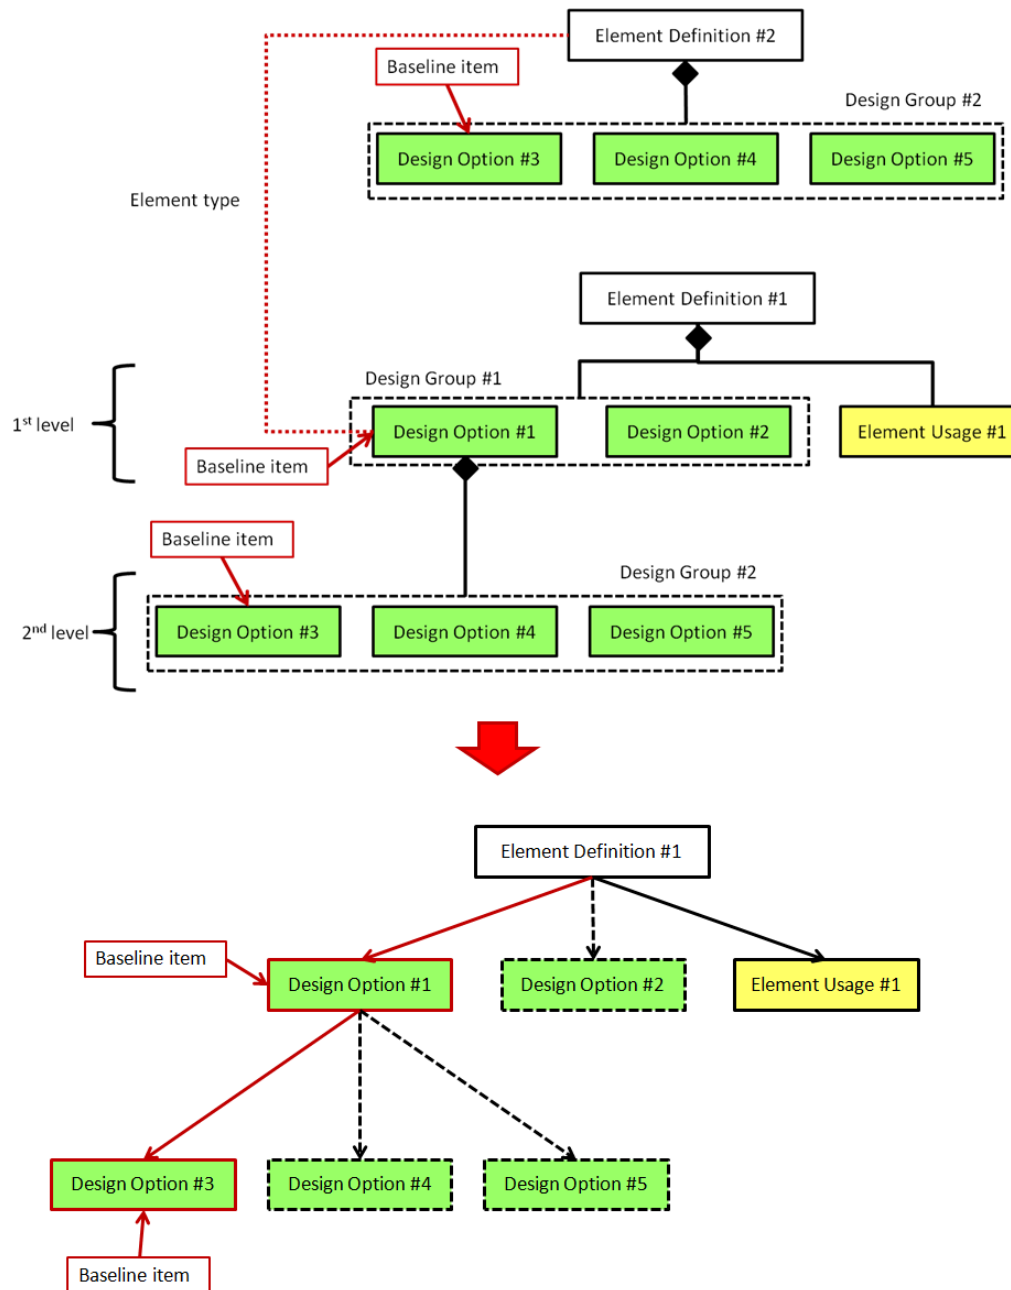 Element Definition #2
Baseline item
Design Group #2
Design Option #3
Design Option #4
Design Option #5
Element type
Element Definition #1
Design Group #1
1st level
Design Option #1
Design Option #2
Element Usage #1
Baseline item
Baseline item
Design Group #2
2nd level
Design Option #3
Design Option #4
Design Option #5
Element Definition #1
Baseline item
Design Option #1
Design Option #2
Element Usage #1
Design Option #3
Design Option #4
Design Option #5
Baseline item